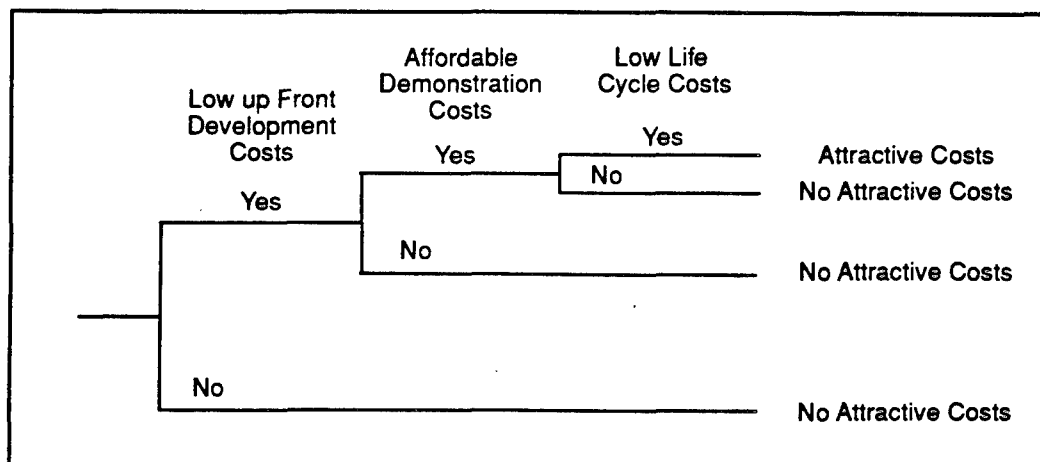 Low up Front
Development
Costs
Affordable
Demonstration
Costs
Low Life
Cycle Costs
Yes
Yes
Yes
No
No
No
Attractive Costs
No Attractive Costs
No Attractive Costs
No Attractive Costs